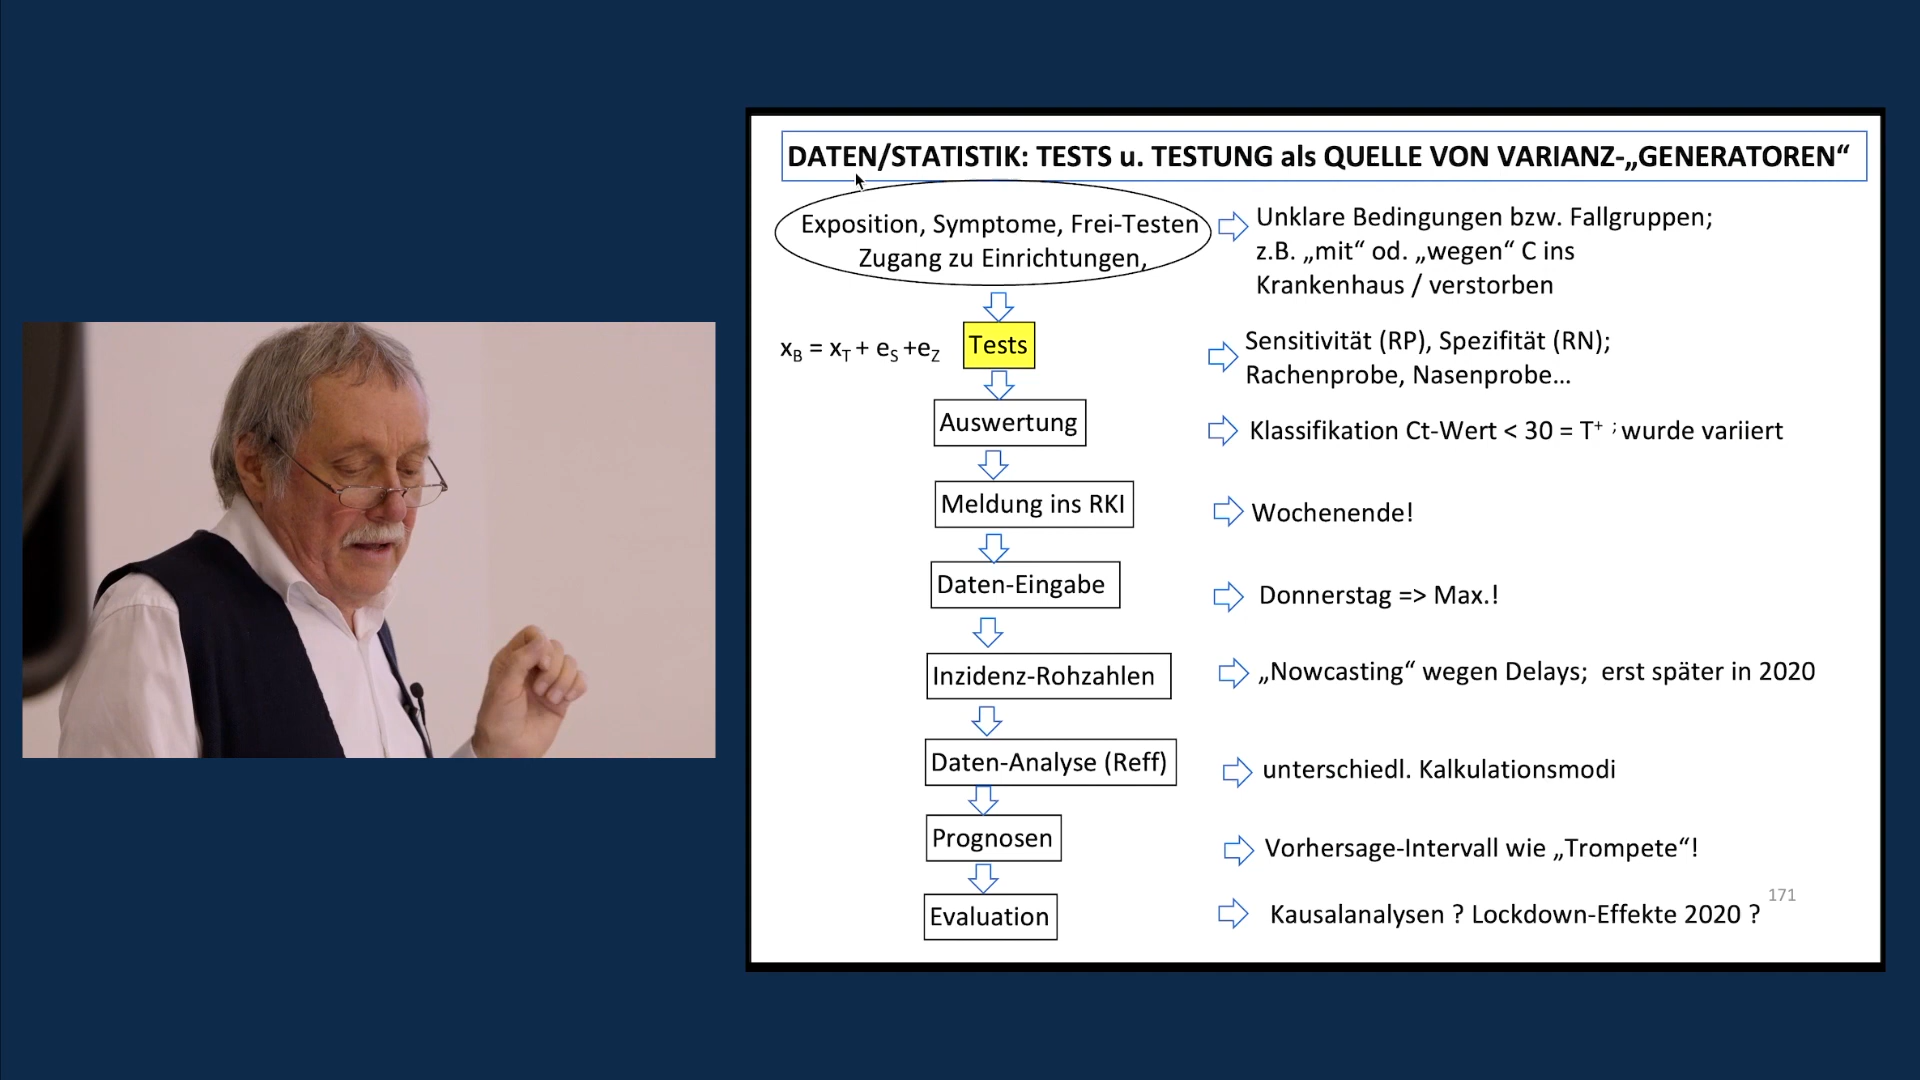 DATEN/STATISTIK: TESTS u. TESTUNG als QUELLE VON VARIANZ-„GENERATOREN“
Exposition, Symptome, Frei-Testen
Zugang zu Einrichtungen,
Unklare Bedingungen bzw. Fallgruppen;
z.B. „mit“ od. „wegen“ C ins
Krankenhaus / verstorben
xB = xT + eS +eZ
Tests
Sensitivität (RP), Spezifität (RN);
Rachenprobe, Nasenprobe…
Auswertung
Klassifikation Ct-Wert < 30 = T⁺ ; wurde variiert
Meldung ins RKI
Wochenende!
Daten-Eingabe
Donnerstag => Max.!
Inzidenz-Rohzahlen
„Nowcasting“ wegen Delays; erst später in 2020
Daten-Analyse (Reff)
unterschiedl. Kalkulationsmodi
Prognosen
Vorhersage-Intervall wie „Trompete“!
Evaluation
Kausalanalysen ? Lockdown-Effekte 2020 ?
171